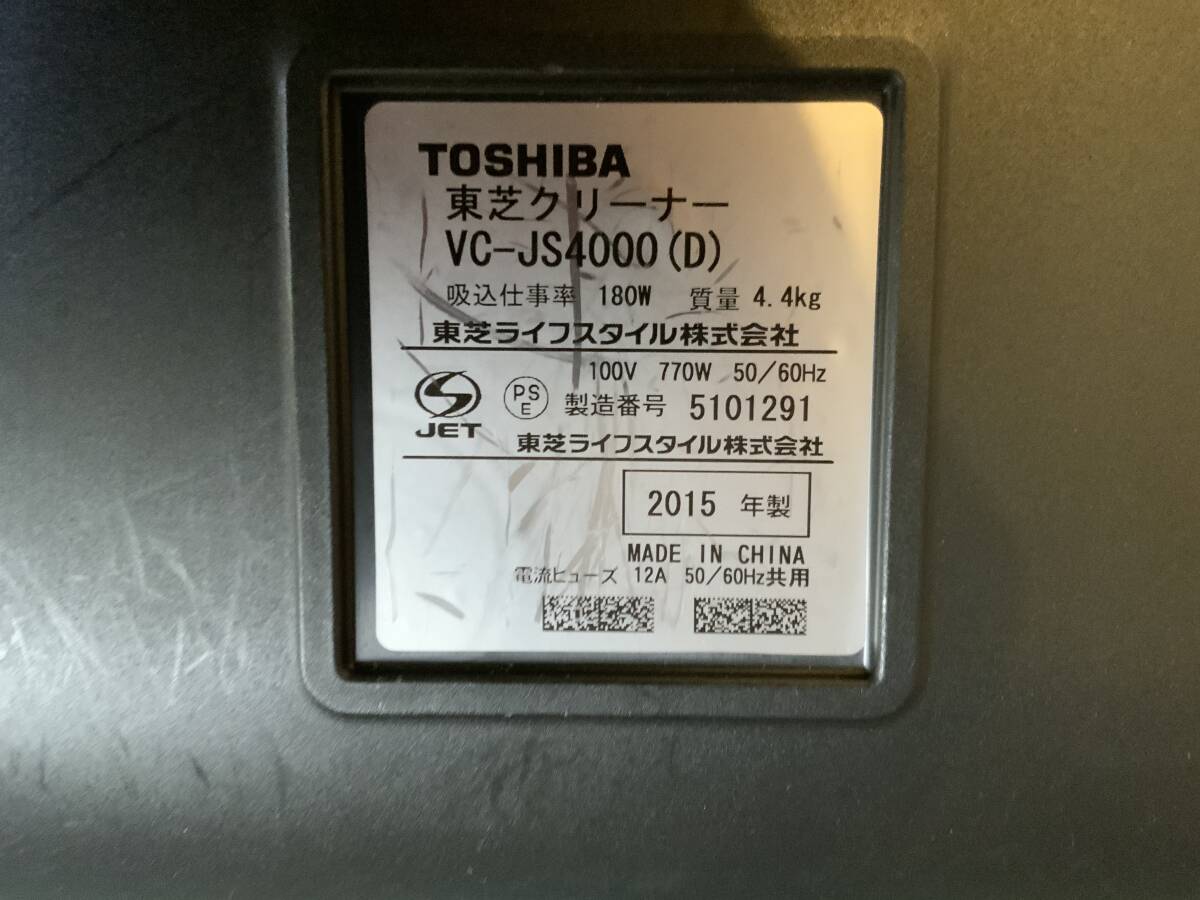 TOSHIBA
東芝クリーナー
VC-JS4000(D)
吸込仕事率 180W 質量 4.4kg
東芝ライフスタイル株式会社
100V 770W 50/60Hz
JET PS E 製造番号 5101291
東芝ライフスタイル株式会社
2015 年製
MADE IN CHINA
電流ヒューズ 12A 50/60Hz共用